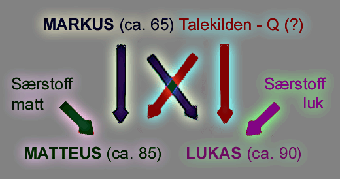 MARKUS (ca. 65) Talekilden - Q (?)
Særstoff
matt
Særstoff
luk
MATTEUS (ca. 85) LUKAS (ca. 90)